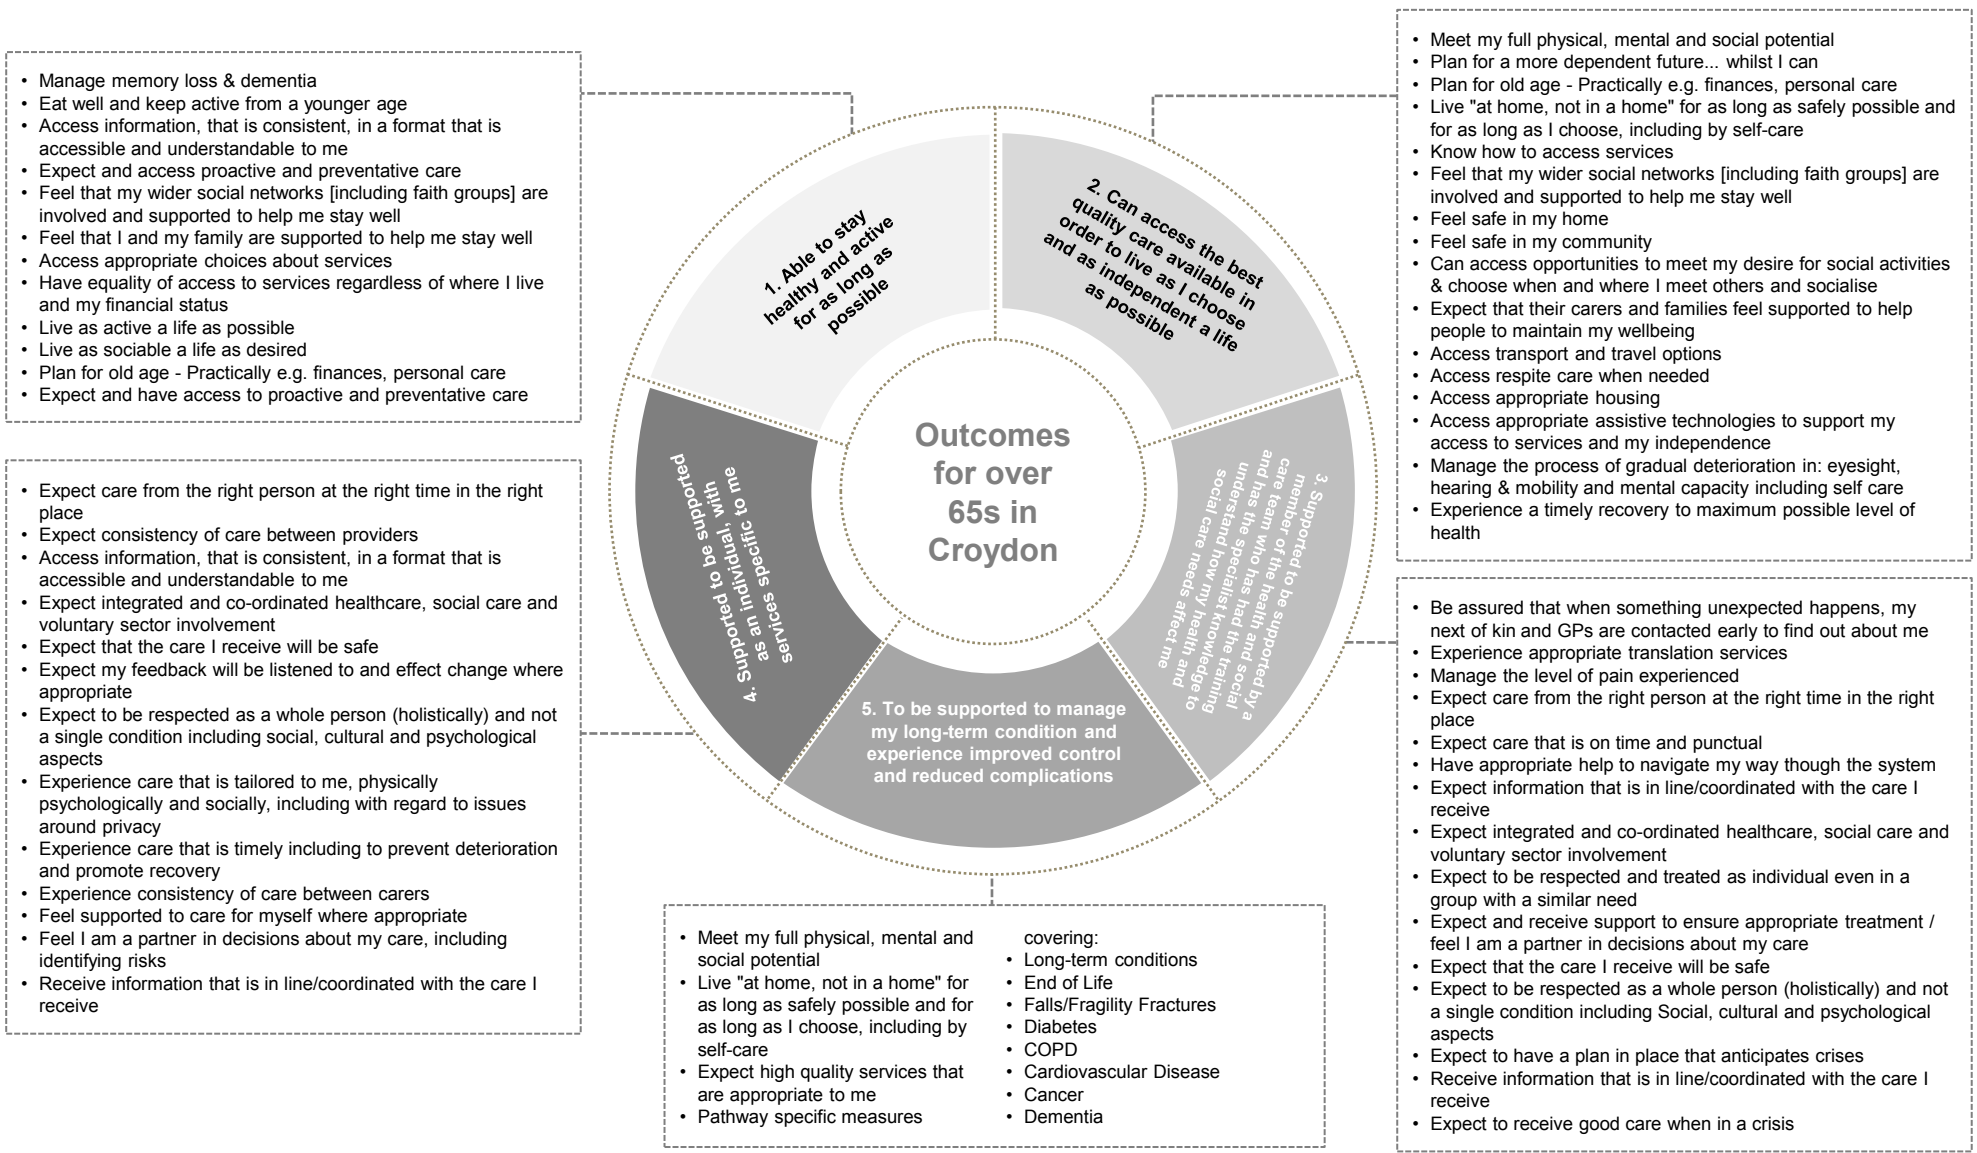 • Manage memory loss & dementia
• Eat well and keep active from a younger age
• Access information, that is consistent, in a format that is
accessible and understandable to me
• Expect and access proactive and preventative care
• Feel that my wider social networks [including faith groups] are
involved and supported to help me stay well
• Feel that I and my family are supported to help me stay well
• Access appropriate choices about services
• Have equality of access to services regardless of where I live
and my financial status
• Live as active a life as possible
• Live as sociable a life as desired
• Plan for old age - Practically e.g. finances, personal care
• Expect and have access to proactive and preventative care
• Meet my full physical, mental and social potential
• Plan for a more dependent future... whilst I can
• Plan for old age - Practically e.g. finances, personal care
• Live "at home, not in a home" for as long as safely possible and
for as long as I choose, including by self-care
• Know how to access services
• Feel that my wider social networks [including faith groups] are
involved and supported to help me stay well
• Feel safe in my home
• Feel safe in my community
• Can access opportunities to meet my desire for social activities
& choose when and where I meet others and socialise
• Expect that their carers and families feel supported to help
people to maintain my wellbeing
• Access transport and travel options
• Access respite care when needed
• Access appropriate housing
• Access appropriate assistive technologies to support my
access to services and my independence
• Manage the process of gradual deterioration in: eyesight,
hearing & mobility and mental capacity including self care
• Experience a timely recovery to maximum possible level of
health
1. Able to stay
healthy and active
for as long as
possible
2. Can access the best
quality care available in
order to live as I choose
and as independent a life
as possible
Outcomes
for over
65s in
Croydon
3. Supported to be supported by a
member of the health and social
care team who has had the training
and has the specialist knowledge to
understand how my health and
social care needs affect me
4. Supported to be supported
as an individual, with
services specific to me
5. To be supported to manage
my long-term condition and
experience improved control
and reduced complications
• Expect care from the right person at the right time in the right
place
• Expect consistency of care between providers
• Access information, that is consistent, in a format that is
accessible and understandable to me
• Expect integrated and co-ordinated healthcare, social care and
voluntary sector involvement
• Expect that the care I receive will be safe
• Expect my feedback will be listened to and effect change where
appropriate
• Expect to be respected as a whole person (holistically) and not
a single condition including social, cultural and psychological
aspects
• Experience care that is tailored to me, physically
psychologically and socially, including with regard to issues
around privacy
• Experience care that is timely including to prevent deterioration
and promote recovery
• Experience consistency of care between carers
• Feel supported to care for myself where appropriate
• Feel I am a partner in decisions about my care, including
identifying risks
• Receive information that is in line/coordinated with the care I
receive
• Be assured that when something unexpected happens, my
next of kin and GPs are contacted early to find out about me
• Experience appropriate translation services
• Manage the level of pain experienced
• Expect care from the right person at the right time in the right
place
• Expect care that is on time and punctual
• Have appropriate help to navigate my way though the system
• Expect information that is in line/coordinated with the care I
receive
• Expect integrated and co-ordinated healthcare, social care and
voluntary sector involvement
• Expect to be respected and treated as individual even in a
group with a similar need
• Expect and receive support to ensure appropriate treatment /
feel I am a partner in decisions about my care
• Expect that the care I receive will be safe
• Expect to be respected as a whole person (holistically) and not
a single condition including Social, cultural and psychological
aspects
• Expect to have a plan in place that anticipates crises
• Receive information that is in line/coordinated with the care I
receive
• Expect to receive good care when in a crisis
• Meet my full physical, mental and
social potential
• Live "at home, not in a home" for
as long as safely possible and for
as long as I choose, including by
self-care
• Expect high quality services that
are appropriate to me
• Pathway specific measures
covering:
• Long-term conditions
• End of Life
• Falls/Fragility Fractures
• Diabetes
• COPD
• Cardiovascular Disease
• Cancer
• Dementia